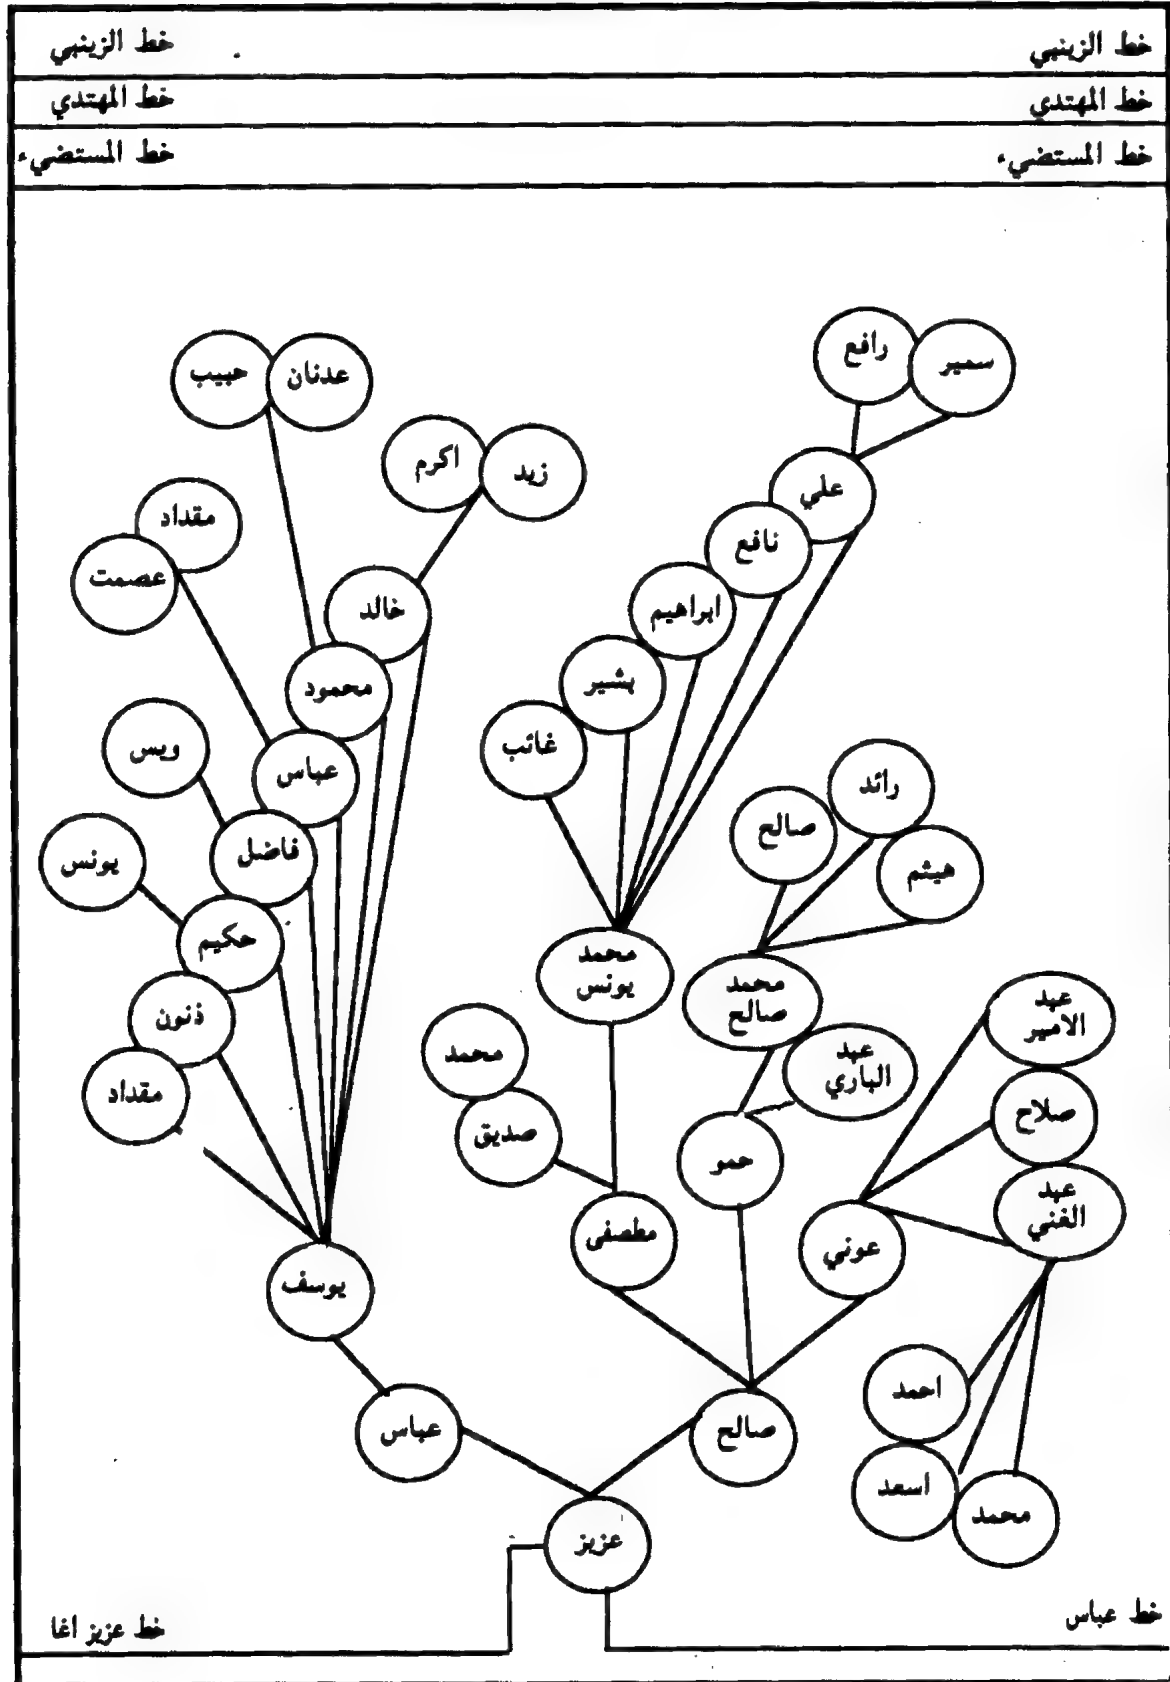 خط الزينبي
خط الزينبي
خط المهتدي
خط المهتدي
خط المستضيء
خط المستضيء
رافع
سمير
عدنان
حبيب
زيد
اكرم
علي
نافع
ابراهيم
بشير
غائب
مقداد
عصمت
خالد
محمود
عباس
ويس
فاضل
يونس
حكيم
ذنون
مقداد
رائد
صالح
هيثم
محمد
يونس
محمد
صالح
عبد
الباري
عبد
الامير
صلاح
عبد
الغني
محمد
صديق
حمو
مطصفى
عوني
يوسف
احمد
اسعد
محمد
صالح
عباس
عزيز
خط عباس
خط عزيز اغا